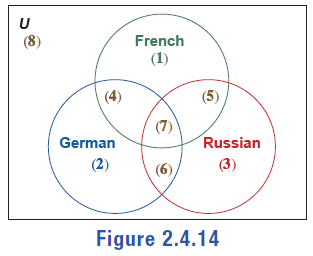 U
(8)
French
(1)
(4)
(5)
(7)
German
Russian
(2)
(6)
(3)
Figure 2.4.14